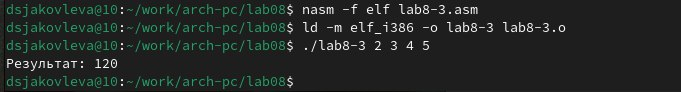 dsjakovleva@10:~/work/arch-pc/lab08$ nasm -f elf lab8-3.asm
dsjakovleva@10:~/work/arch-pc/lab08$ ld -m elf_i386 -o lab8-3 lab8-3.o
dsjakovleva@10:~/work/arch-pc/lab08$ ./lab8-3 2 3 4 5
Результат: 120
dsjakovleva@10:~/work/arch-pc/lab08$